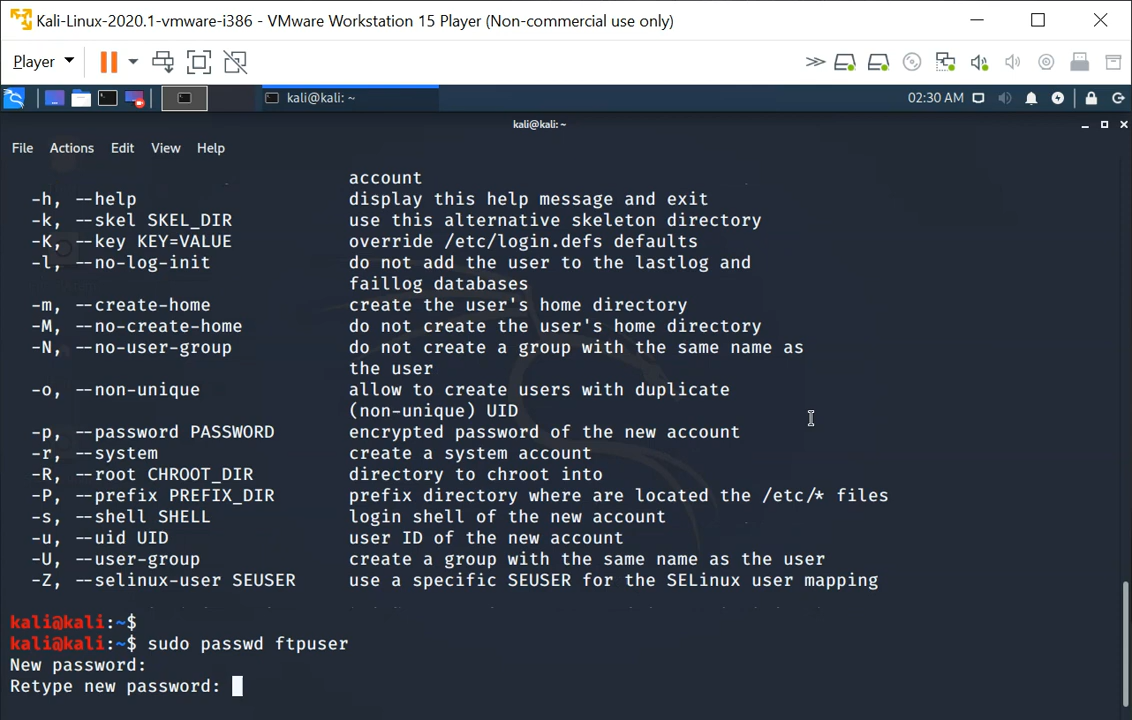 Kali-Linux-2020.1-vmware-i386 - VMware Workstation 15 Player (Non-commercial use only)
Player
kali@kali: ~
02:30 AM
kali@kali: ~
File Actions Edit View Help
account
-h, --help display this help message and exit
-k, --skel SKEL_DIR use this alternative skeleton directory
-K, --key KEY=VALUE override /etc/login.defs defaults
-l, --no-log-init do not add the user to the lastlog and
faillog databases
-m, --create-home create the user's home directory
-M, --no-create-home do not create the user's home directory
-N, --no-user-group do not create a group with the same name as
the user
-o, --non-unique allow to create users with duplicate
(non-unique) UID
-p, --password PASSWORD encrypted password of the new account
-r, --system create a system account
-R, --root CHROOT_DIR directory to chroot into
-P, --prefix PREFIX_DIR prefix directory where are located the /etc/* files
-s, --shell SHELL login shell of the new account
-u, --uid UID user ID of the new account
-U, --user-group create a group with the same name as the user
-Z, --selinux-user SEUSER use a specific SEUSER for the SELinux user mapping
kali@kali:~$
kali@kali:~$ sudo passwd ftpuser
New password:
Retype new password: